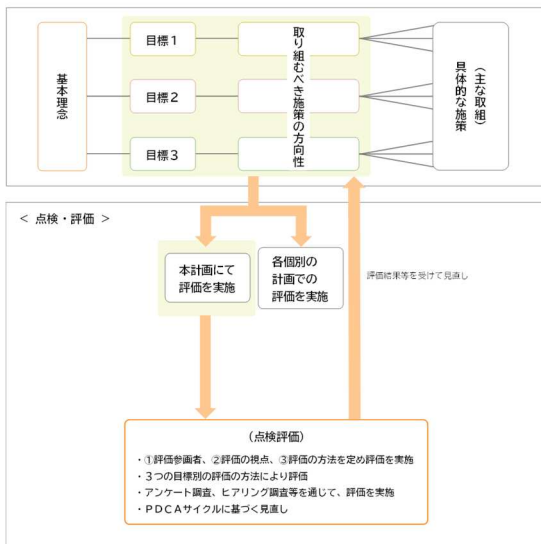 基本理念
目標1
目標2
目標3
取り組むべき施策の方向性
具体的な施策
（主な取組）
＜ 点検・評価 ＞
本計画にて
評価を実施
各個別の
計画での
評価を実施
評価結果等を受けて見直し
（点検評価）
・①評価参画者、②評価の視点、③評価の方法を定め評価を実施
・３つの目標別の評価の方法により評価
・アンケート調査、ヒアリング調査等を通じて、評価を実施
・ＰＤＣＡサイクルに基づく見直し